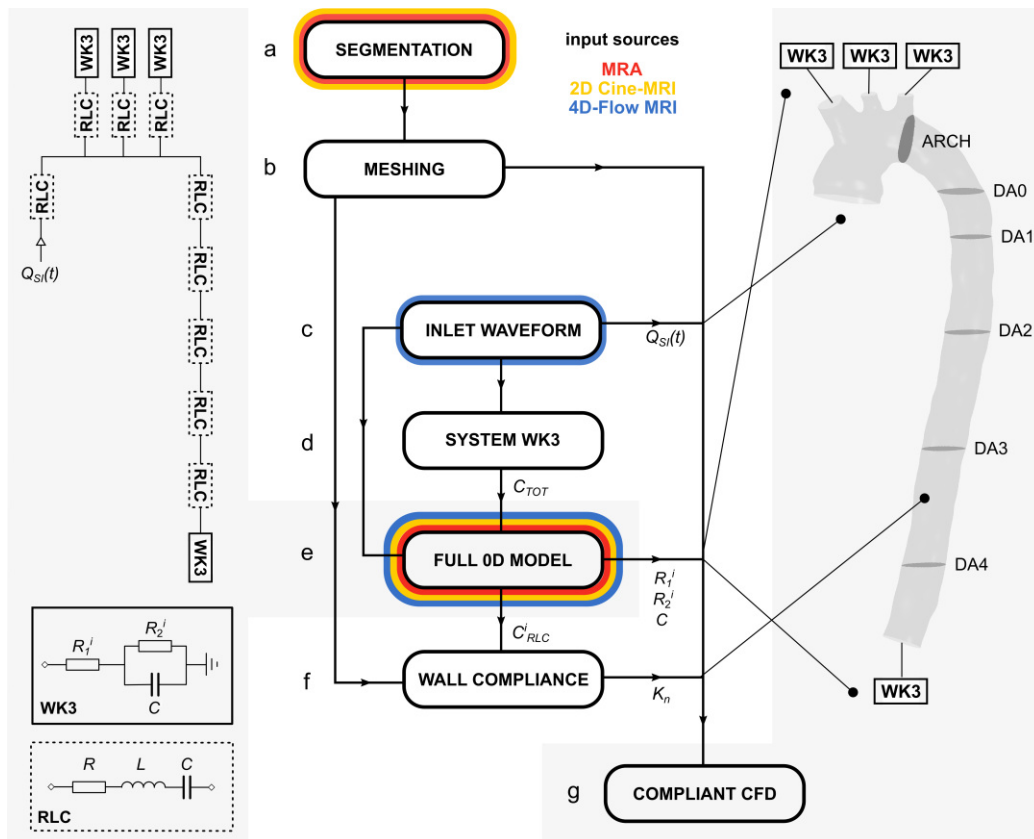 WK3
WK3
WK3
RLC
RLC
RLC
RLC
Q_SI(t)
RLC
RLC
RLC
RLC
RLC
WK3
R_1^i
R_2^i
C
WK3
R
L
C
RLC
a
SEGMENTATION
input sources
MRA
2D Cine-MRI
4D-Flow MRI
b
MESHING
c
INLET WAVEFORM
Q_SI(t)
d
SYSTEM WK3
C_TOT
e
FULL 0D MODEL
R_1^i
R_2^i
C
C^i_RLC
f
WALL COMPLIANCE
K_n
g
COMPLIANT CFD
WK3
WK3
WK3
ARCH
DA0
DA1
DA2
DA3
DA4
WK3